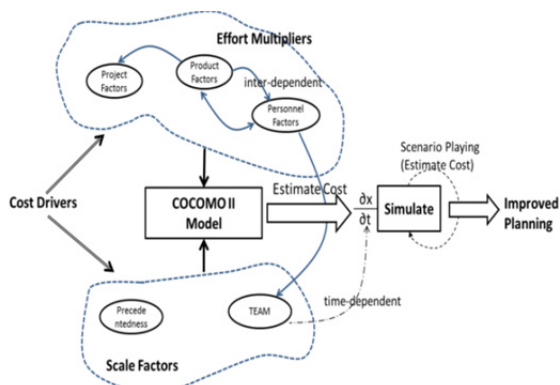 Effort Multipliers
Project
Factors
Product
Factors
inter-dependent
Personnel
Factors
Scenario Playing
(Estimate Cost)
Cost Drivers
COCOMO II
Model
Estimate Cost
∂x
∂t
Simulate
Improved
Planning
Precede
ntedness
TEAM
time-dependent
Scale Factors